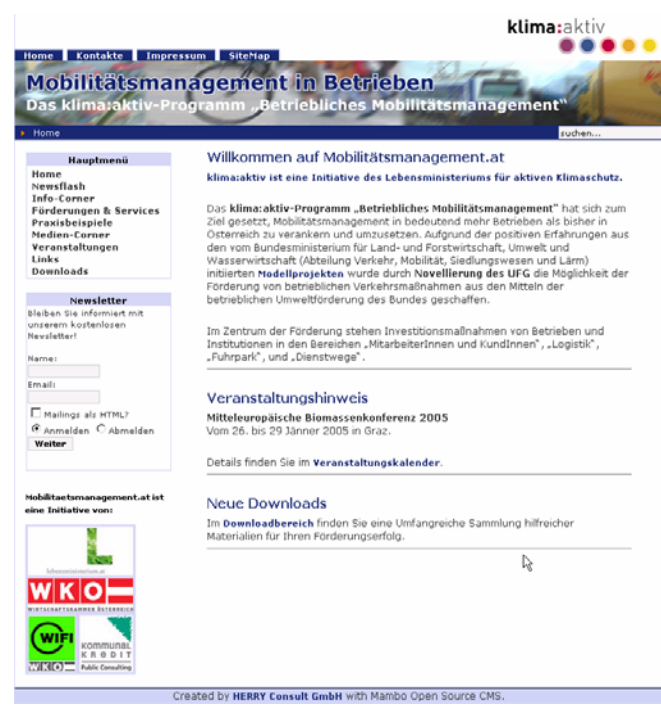 klima:aktiv
Home Kontakte Impressum SiteMap
Mobilitätsmanagement in Betrieben
Das klima:aktiv-Programm „Betriebliches Mobilitätsmanagement"
Home
suchen...
Hauptmenü
Home
Newsflash
Info-Corner
Förderungen & Services
Praxisbeispiele
Medien-Corner
Veranstaltungen
Links
Downloads
Newsletter
Bleiben Sie informiert mit
unserem kostenlosen
Newsletter!
Name:
Email:
Mailings als HTML?
Anmelden Abmelden
Weiter
Mobilitaetsmanagement.at ist
eine Initiative von:
lebensministerium.at
WKO
WIRTSCHAFTSKAMMER ÖSTERREICH
WIFI
WKO
KOMMUNAL
KREDIT
Public Consulting
Willkommen auf Mobilitätsmanagement.at
klima:aktiv ist eine Initiative des Lebensministeriums für aktiven Klimaschutz.
Das klima:aktiv-Programm „Betriebliches Mobilitätsmanagement" hat sich zum
Ziel gesetzt, Mobilitätsmanagement in bedeutend mehr Betrieben als bisher in
Österreich zu verankern und umzusetzen. Aufgrund der positiven Erfahrungen aus
den vom Bundesministerium für Land- und Forstwirtschaft, Umwelt und
Wasserwirtschaft (Abteilung Verkehr, Mobilität, Siedlungswesen und Lärm)
initiierten Modellprojekten wurde durch Novellierung des UFG die Möglichkeit der
Förderung von betrieblichen Verkehrsmaßnahmen aus den Mitteln der
betrieblichen Umweltförderung des Bundes geschaffen.
Im Zentrum der Förderung stehen Investitionsmaßnahmen von Betrieben und
Institutionen in den Bereichen „MitarbeiterInnen und KundInnen", „Logistik",
„Fuhrpark", und „Dienstwege".
Veranstaltungshinweis
Mitteleuropäische Biomassenkonferenz 2005
Vom 26. bis 29 Jänner 2005 in Graz.
Details finden Sie im Veranstaltungskalender.
Neue Downloads
Im Downloadbereich finden Sie eine Umfangreiche Sammlung hilfreicher
Materialien für Ihren Förderungserfolg.
Created by HERRY Consult GmbH with Mambo Open Source CMS.